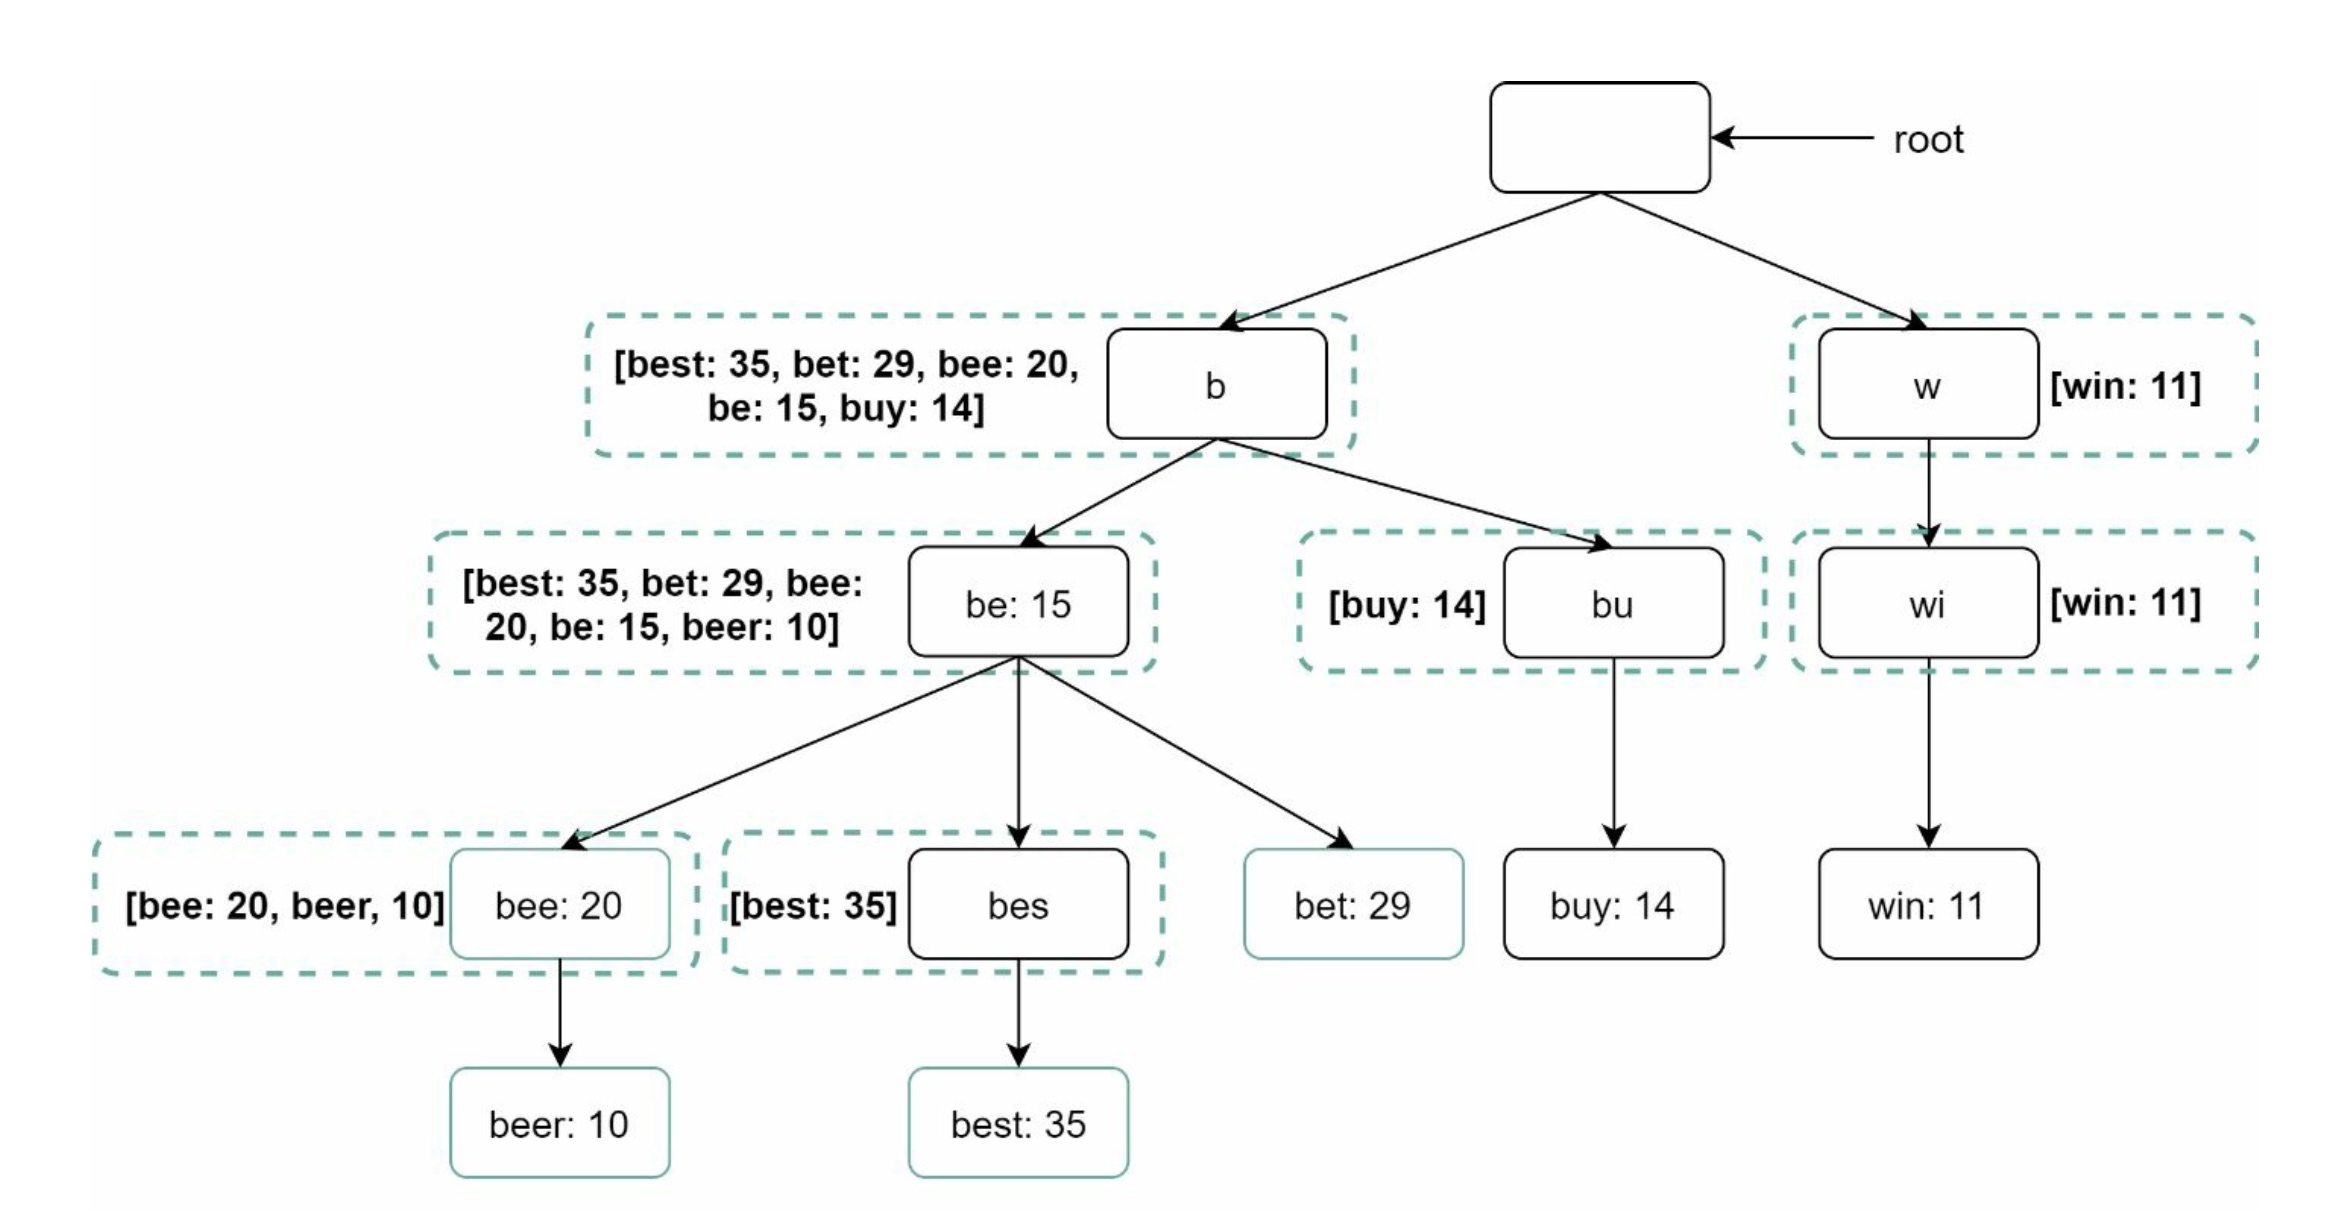 root
[best: 35, bet: 29, bee: 20,
be: 15, buy: 14]
b
w
[win: 11]
[best: 35, bet: 29, bee:
20, be: 15, beer: 10]
be: 15
[buy: 14]
bu
wi
[win: 11]
[bee: 20, beer, 10]
bee: 20
[best: 35]
bes
bet: 29
buy: 14
win: 11
beer: 10
best: 35